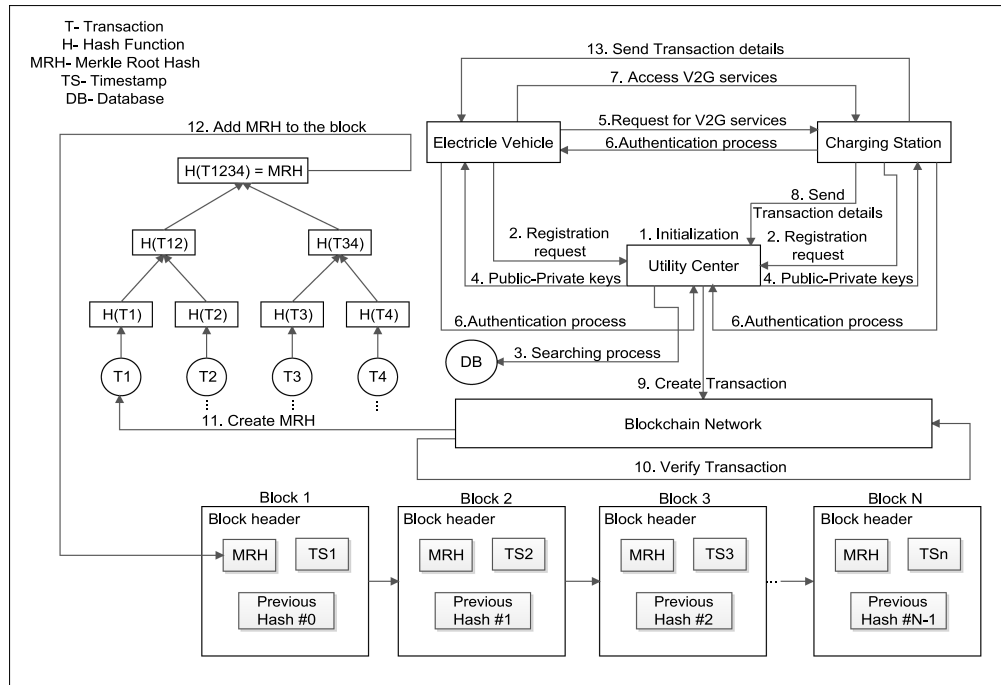 T- Transaction
H- Hash Function
MRH- Merkle Root Hash
TS- Timestamp
DB- Database
13. Send Transaction details
7. Access V2G services
12. Add MRH to the block
5.Request for V2G services
Electricle Vehicle
6.Authentication process
Charging Station
H(T1234) = MRH
8. Send
Transaction details
H(T12)
H(T34)
2. Registration
request
1. Initialization
2. Registration
request
Utility Center
4. Public-Private keys
4. Public-Private keys
H(T1)
H(T2)
H(T3)
H(T4)
6.Authentication process
6.Authentication process
3. Searching process
DB
T1
T2
T3
T4
9. Create Transaction
11. Create MRH
Blockchain Network
10. Verify Transaction
Block 1
Block header
MRH
TS1
Previous
Hash #0
Block 2
Block header
MRH
TS2
Previous
Hash #1
Block 3
Block header
MRH
TS3
Previous
Hash #2
Block N
Block header
MRH
TSn
Previous
Hash #N-1